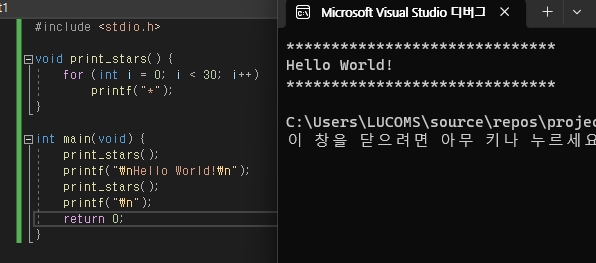 t1
#include <stdio.h>
void print_stars() {
for (int i = 0; i < 30; i++)
printf("*");
}
int main(void) {
print_stars();
printf("₩nHello World!₩n");
print_stars();
printf("₩n");
return 0;
}
Microsoft Visual Studio 디버그
******************************
Hello World!
******************************
C:\Users\LUCOMS\source\repos\proje
이 창을 닫으려면 아무 키나 누르세요